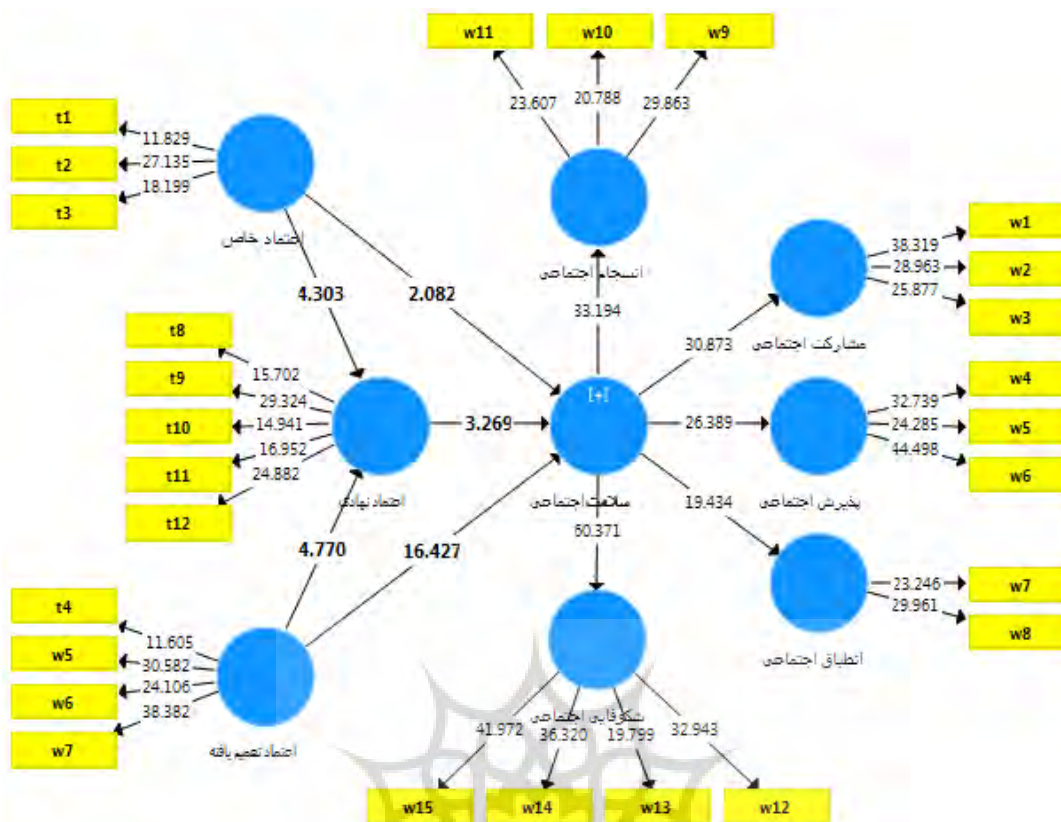 w11
w10
w9
23.607
20.788
29.863
t1
t2
t3
11.829
27.135
18.199
اعتماد خاص
انسجام اجتماعی
33.194
w1
w2
w3
38.319
28.963
25.877
مشارکت اجتماعی
30.873
4.303
2.082
t8
t9
t10
t11
t12
15.702
29.324
14.941
16.952
24.882
اعتماد نهادی
3.269
[+]
سلامت اجتماعی
26.389
w4
w5
w6
32.739
24.285
44.498
پذیرش اجتماعی
19.434
60.371
4.770
16.427
w7
w8
23.246
29.961
انطباق اجتماعی
t4
w5
w6
w7
11.605
30.582
24.106
38.382
اعتماد تعمیم یافته
شکوفایی اجتماعی
41.972
36.320
19.799
32.943
w15
w14
w13
w12